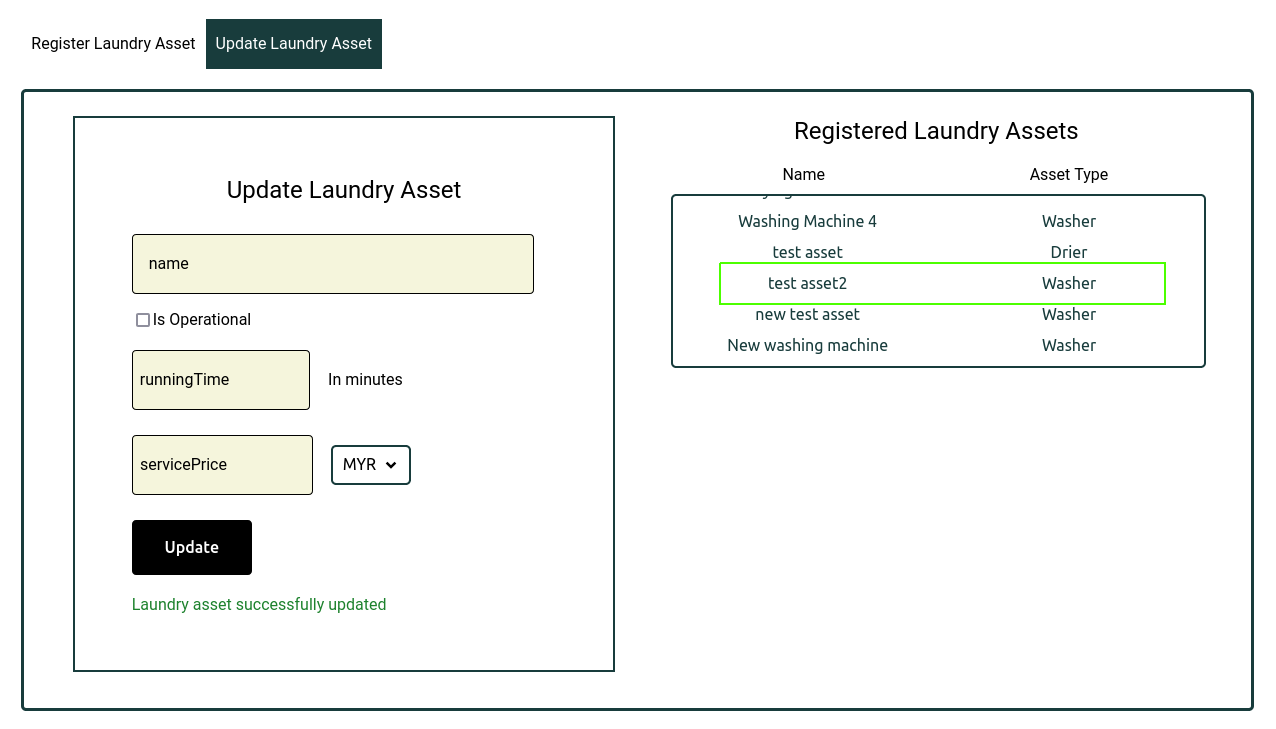 Register Laundry Asset Update Laundry Asset
Update Laundry Asset
name
Is Operational
runningTime In minutes
servicePrice MYR
Update
Laundry asset successfully updated
Registered Laundry Assets
Name Asset Type
Washing Machine 4 Washer
test asset Drier
test asset2 Washer
new test asset Washer
New washing machine Washer